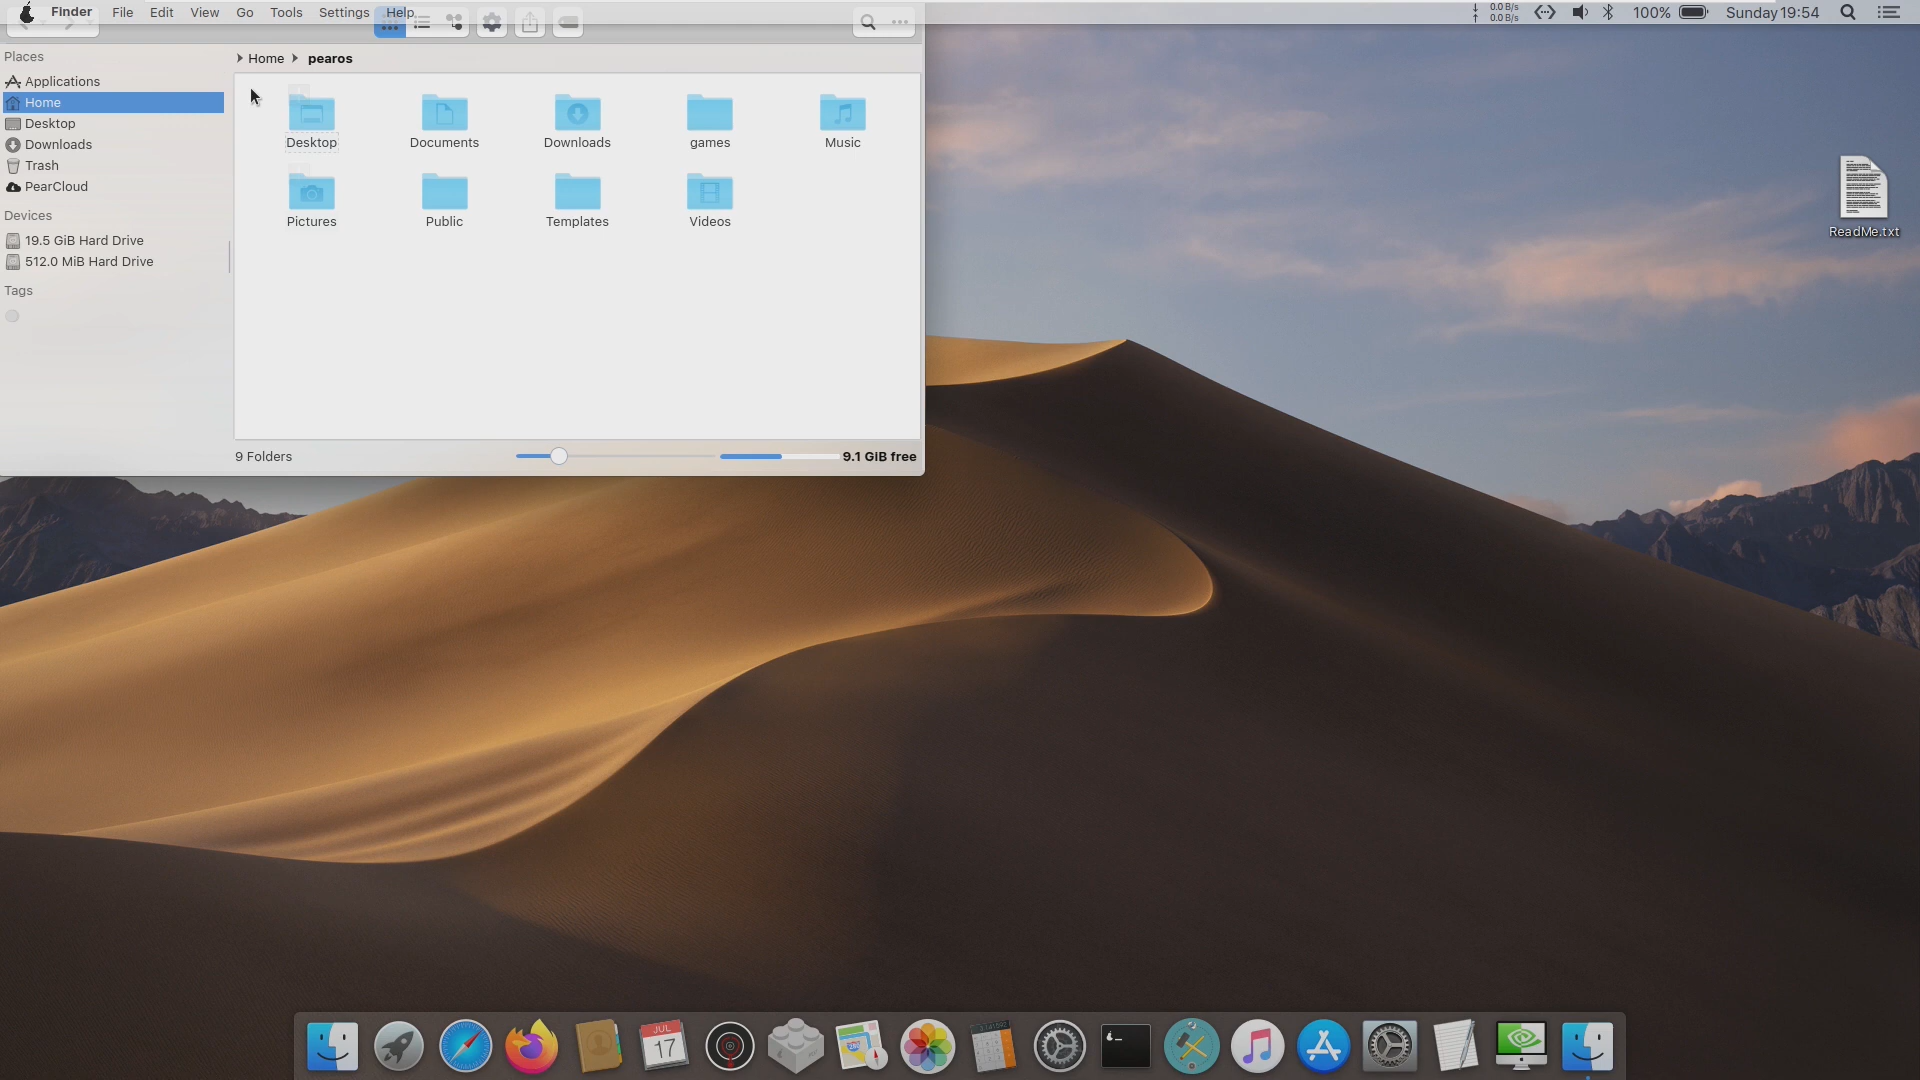 Finder File Edit View Go Tools Settings Help
0.0 B/s
0.0 B/s
100%
Sunday 19:54
Places
Applications
Home
Desktop
Downloads
Trash
PearCloud
Devices
19.5 GiB Hard Drive
512.0 MiB Hard Drive
Tags
Home pearos
Desktop Documents Downloads games Music
Pictures Public Templates Videos
9 Folders
9.1 GiB free
ReadMe.txt
JUL
17